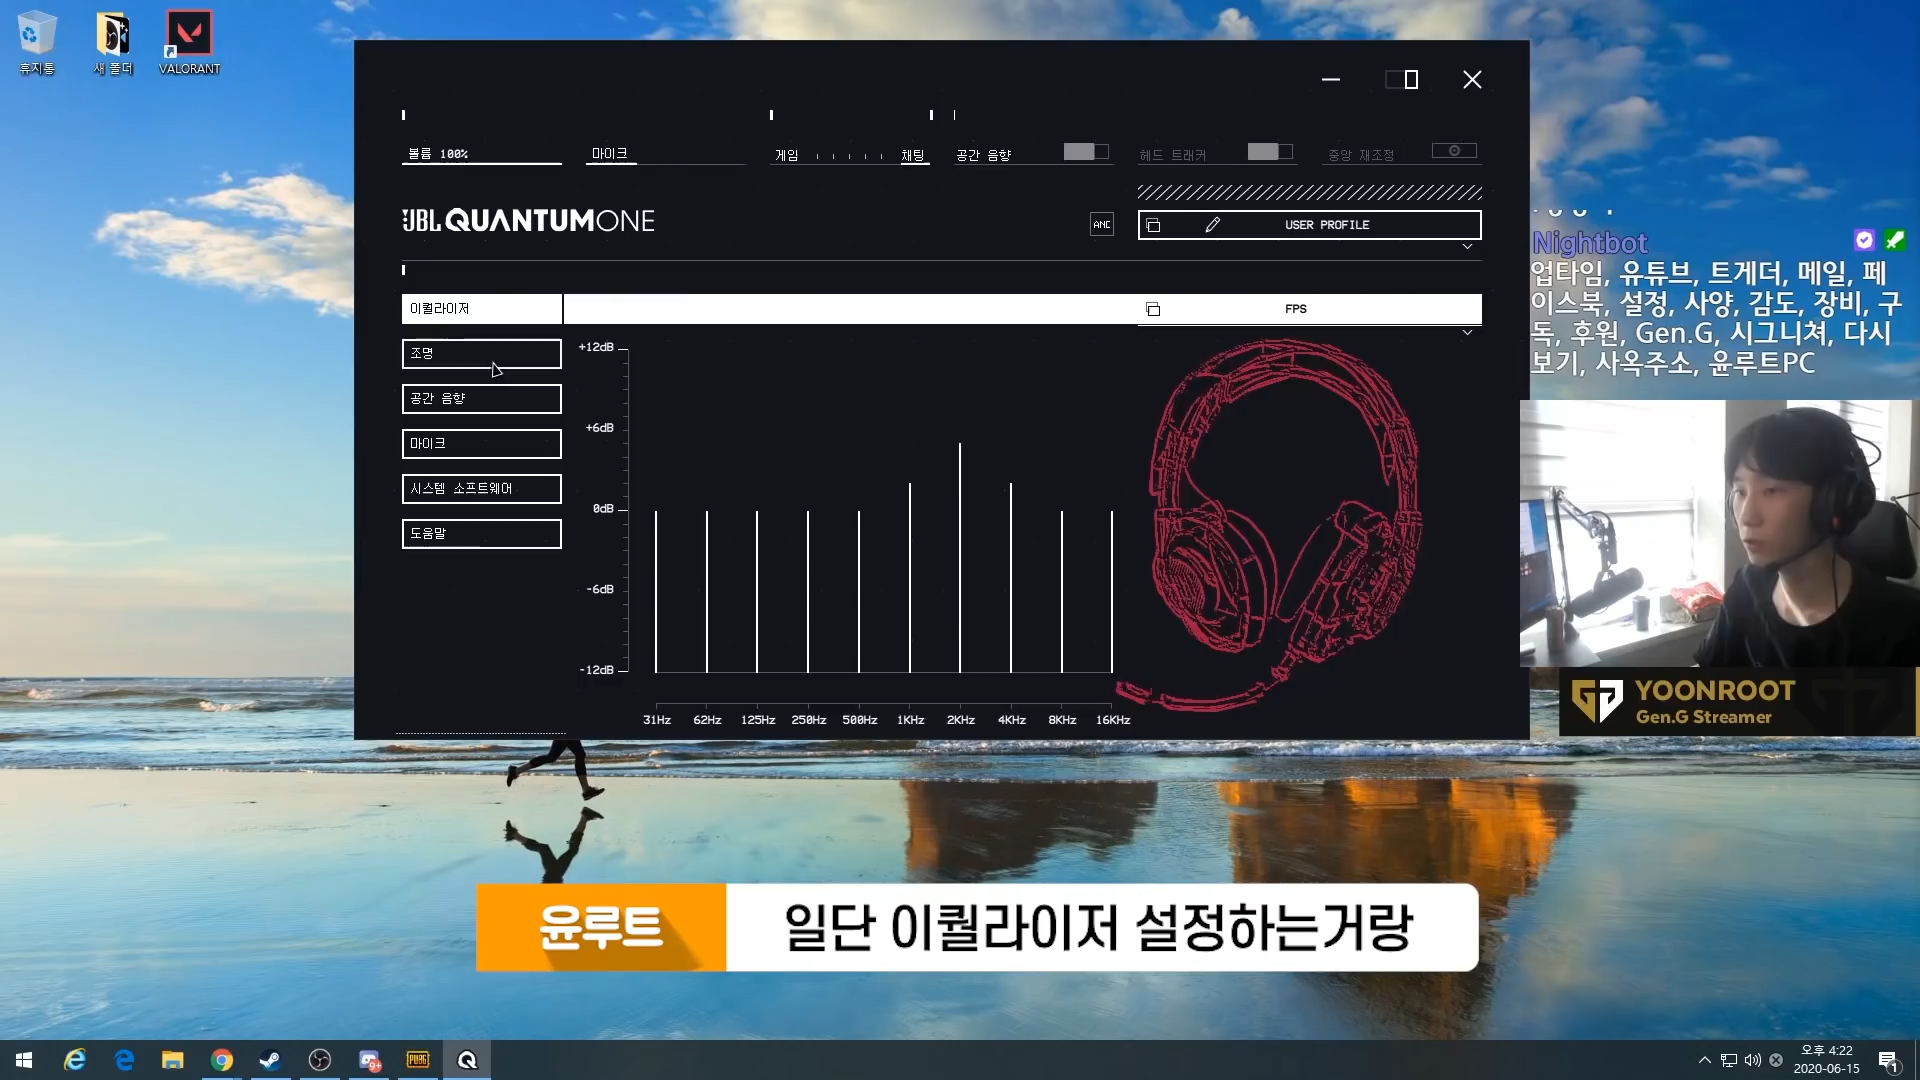 휴지통
새 폴더
VALORANT
볼륨 100%
마이크
게임
채팅
공간 음향
헤드 트래커
중앙 재조정
JBL QUANTUMONE
ANC
USER PROFILE
이퀄라이저
FPS
조명
공간 음향
마이크
시스템 소프트웨어
도움말
+12dB
+6dB
0dB
-6dB
-12dB
31Hz 62Hz 125Hz 250Hz 500Hz 1KHz 2KHz 4KHz 8KHz 16KHz
Nightbot
업타임, 유튜브, 트게더, 메일, 페
이스북, 설정, 사양, 감도, 장비, 구
독, 후원, Gen.G, 시그니쳐, 다시
보기, 사옥주소, 윤루트PC
YOONROOT
Gen.G Streamer
윤루트
일단 이퀄라이저 설정하는거랑
9+
PUBG
오후 4:22
2020-06-15
1